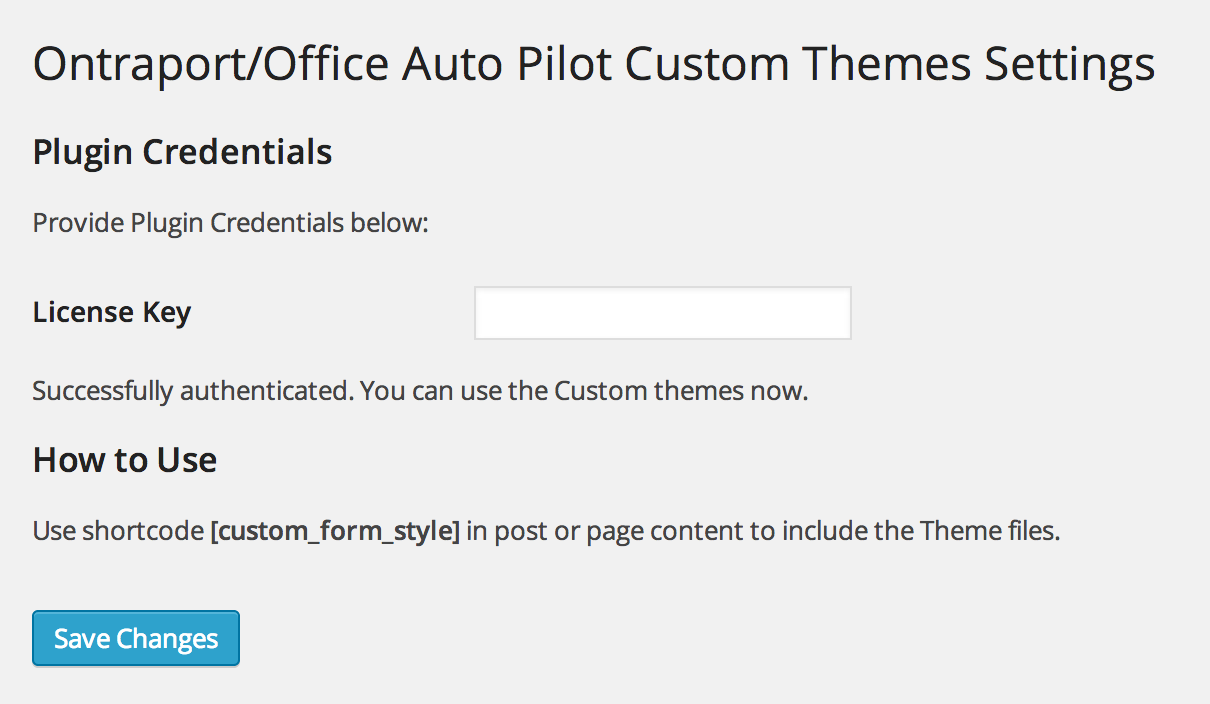 Ontraport/Office Auto Pilot Custom Themes Settings
Plugin Credentials
Provide Plugin Credentials below:
License Key
Successfully authenticated. You can use the Custom themes now.
How to Use
Use shortcode [custom_form_style] in post or page content to include the Theme files.
Save Changes